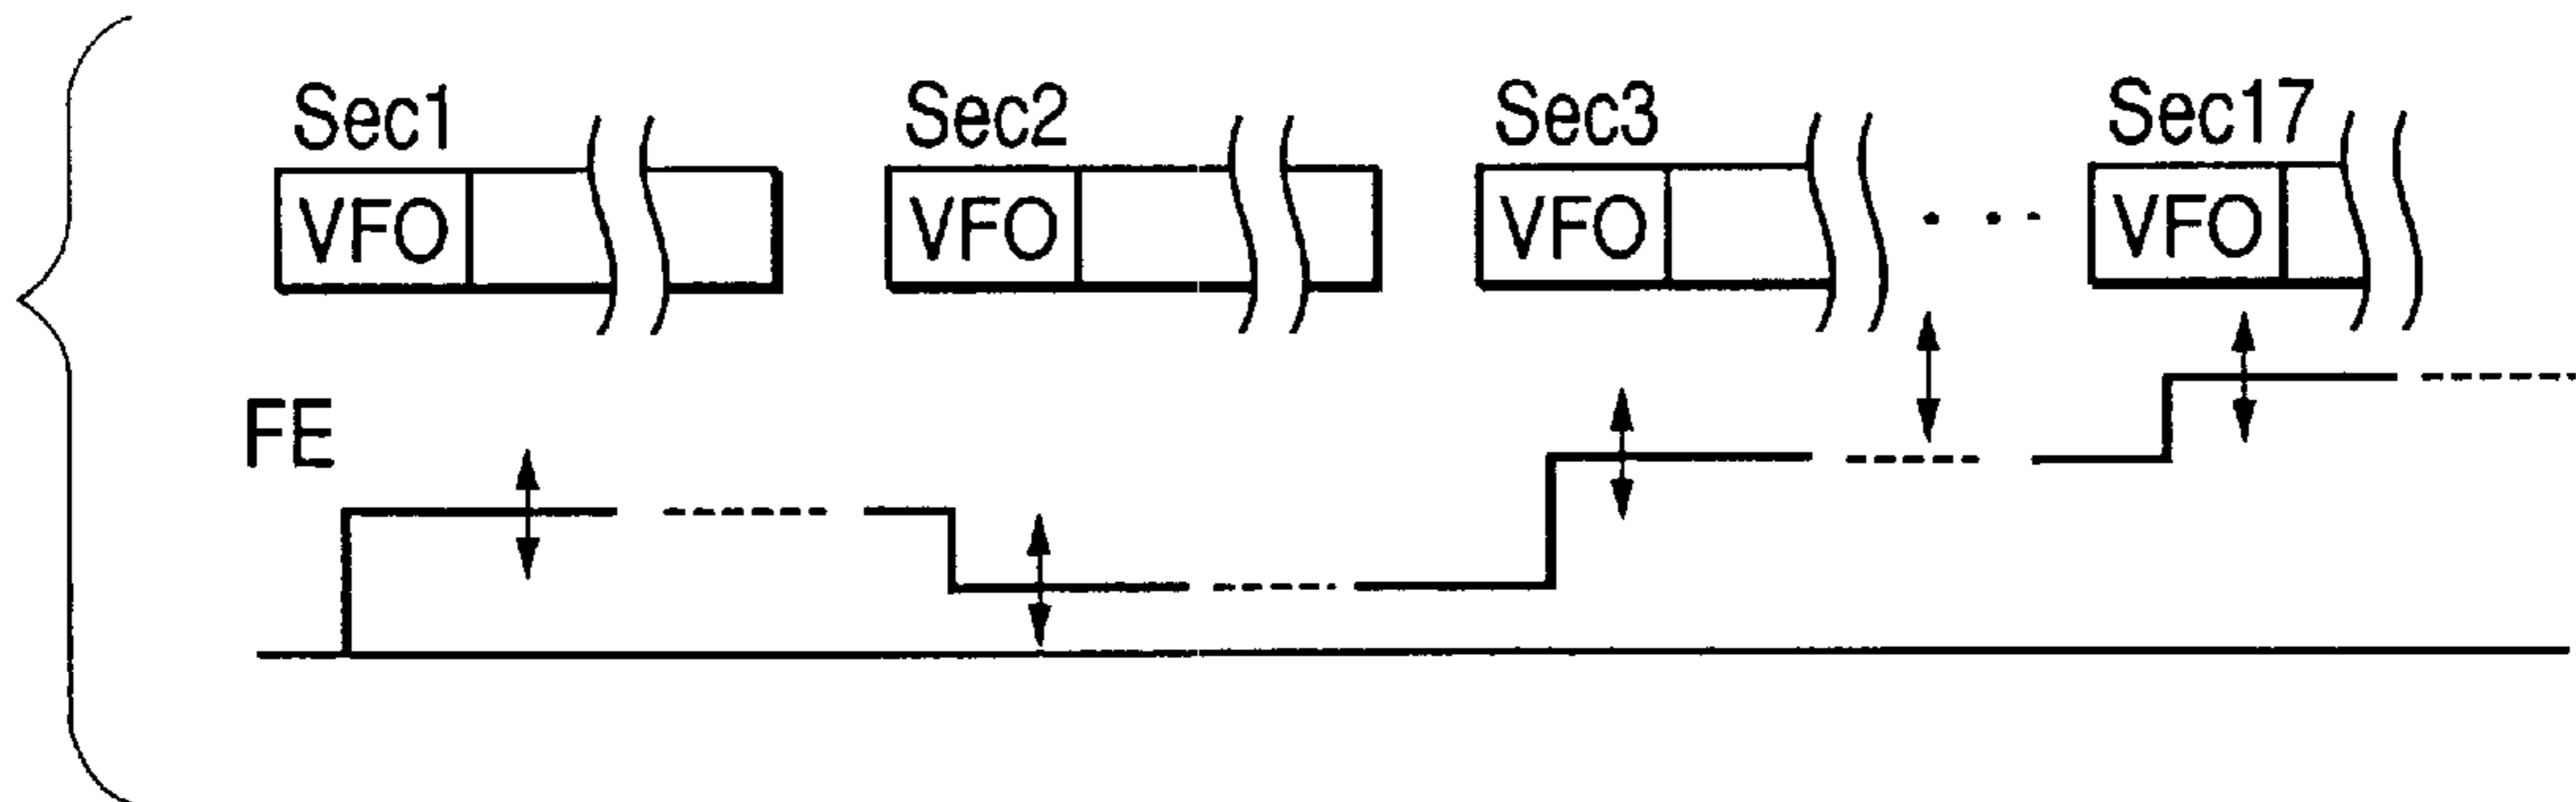 Sec1 Sec2 Sec3 Sec17
VFO VFO VFO . . . VFO
FE